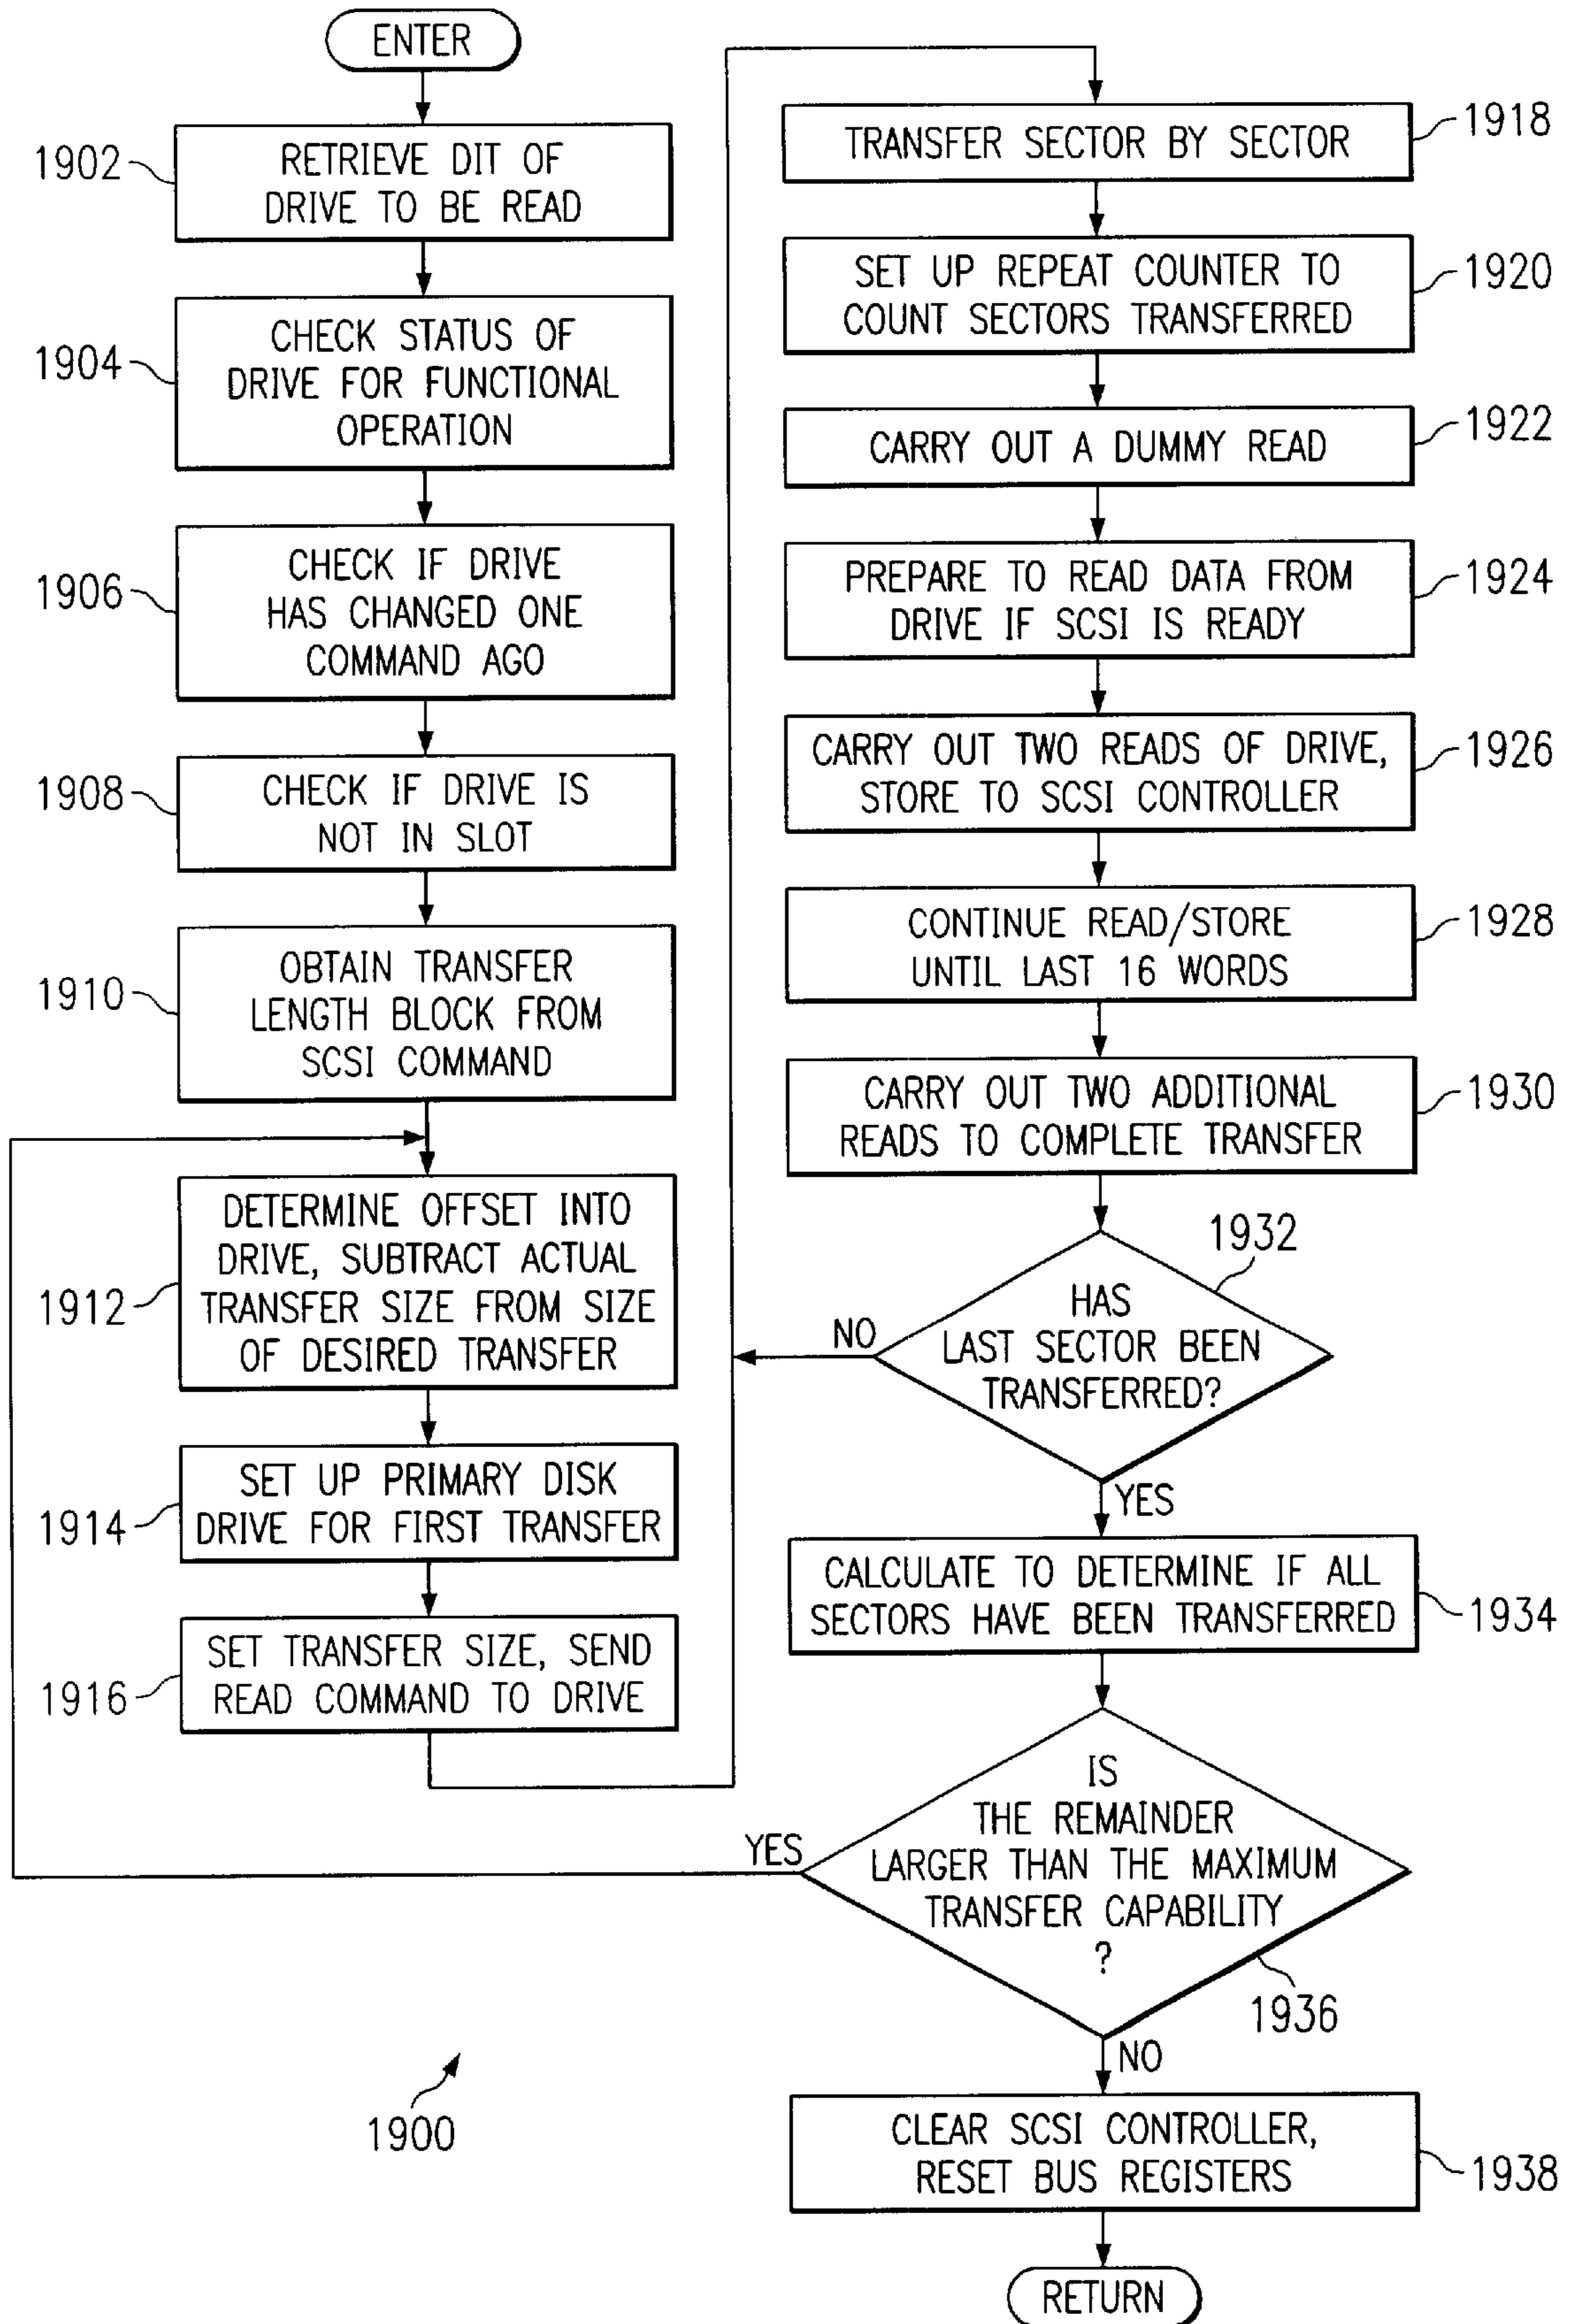 ENTER
1902
RETRIEVE DIT OF
DRIVE TO BE READ
1904
CHECK STATUS OF
DRIVE FOR FUNCTIONAL
OPERATION
1906
CHECK IF DRIVE
HAS CHANGED ONE
COMMAND AGO
1908
CHECK IF DRIVE IS
NOT IN SLOT
1910
OBTAIN TRANSFER
LENGTH BLOCK FROM
SCSI COMMAND
1912
DETERMINE OFFSET INTO
DRIVE, SUBTRACT ACTUAL
TRANSFER SIZE FROM SIZE
OF DESIRED TRANSFER
1914
SET UP PRIMARY DISK
DRIVE FOR FIRST TRANSFER
1916
SET TRANSFER SIZE, SEND
READ COMMAND TO DRIVE
1918
TRANSFER SECTOR BY SECTOR
1920
SET UP REPEAT COUNTER TO
COUNT SECTORS TRANSFERRED
1922
CARRY OUT A DUMMY READ
1924
PREPARE TO READ DATA FROM
DRIVE IF SCSI IS READY
1926
CARRY OUT TWO READS OF DRIVE,
STORE TO SCSI CONTROLLER
1928
CONTINUE READ/STORE
UNTIL LAST 16 WORDS
1930
CARRY OUT TWO ADDITIONAL
READS TO COMPLETE TRANSFER
1932
HAS
LAST SECTOR BEEN
TRANSFERRED?
NO
YES
CALCULATE TO DETERMINE IF ALL
SECTORS HAVE BEEN TRANSFERRED
1934
IS
THE REMAINDER
LARGER THAN THE MAXIMUM
TRANSFER CAPABILITY
?
YES
1936
NO
CLEAR SCSI CONTROLLER,
RESET BUS REGISTERS
1938
RETURN
1900